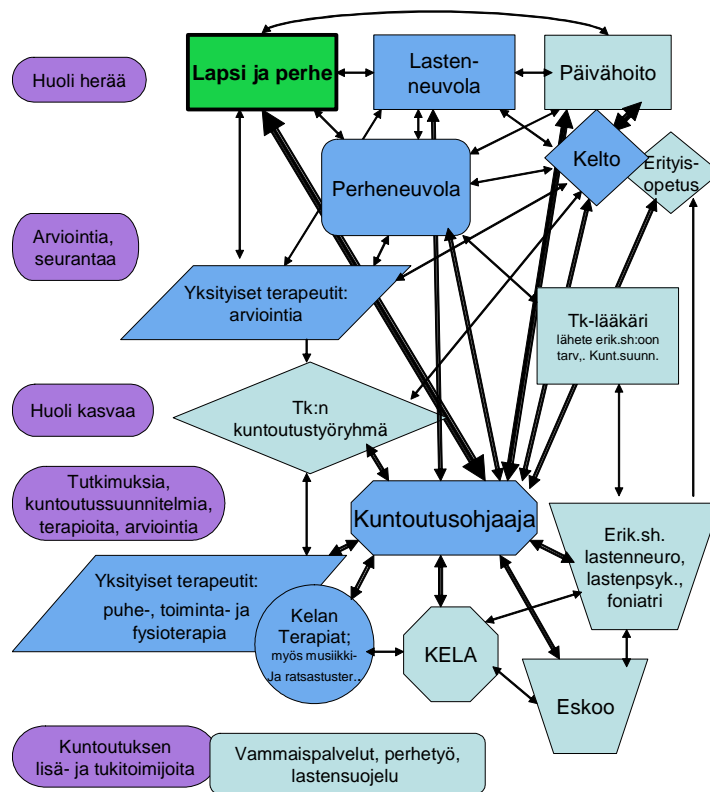 Huoli herää
Lapsi ja perhe
Lasten-
neuvola
Päivähoito
Kelto
Erityis-
opetus
Perheneuvola
Arviointia,
seurantaa
Yksityiset terapeutit:
arviointia
Tk-lääkäri
lähete erik.sh:oon
tarv,. Kunt.suunn.
Huoli kasvaa
Tk:n
kuntoutustyöryhmä
Tutkimuksia,
kuntoutussuunnitelmia,
terapioita, arviointia
Kuntoutusohjaaja
Erik.sh.
lastenneuro,
lastenpsyk.,
foniatri
Yksityiset terapeutit:
puhe-, toiminta- ja
fysioterapia
Kelan
Terapiat;
myös musiikki-
Ja ratsastuster..
KELA
Eskoo
Kuntoutuksen
lisä- ja tukitoimijoita
Vammaispalvelut, perhetyö,
lastensuojelu